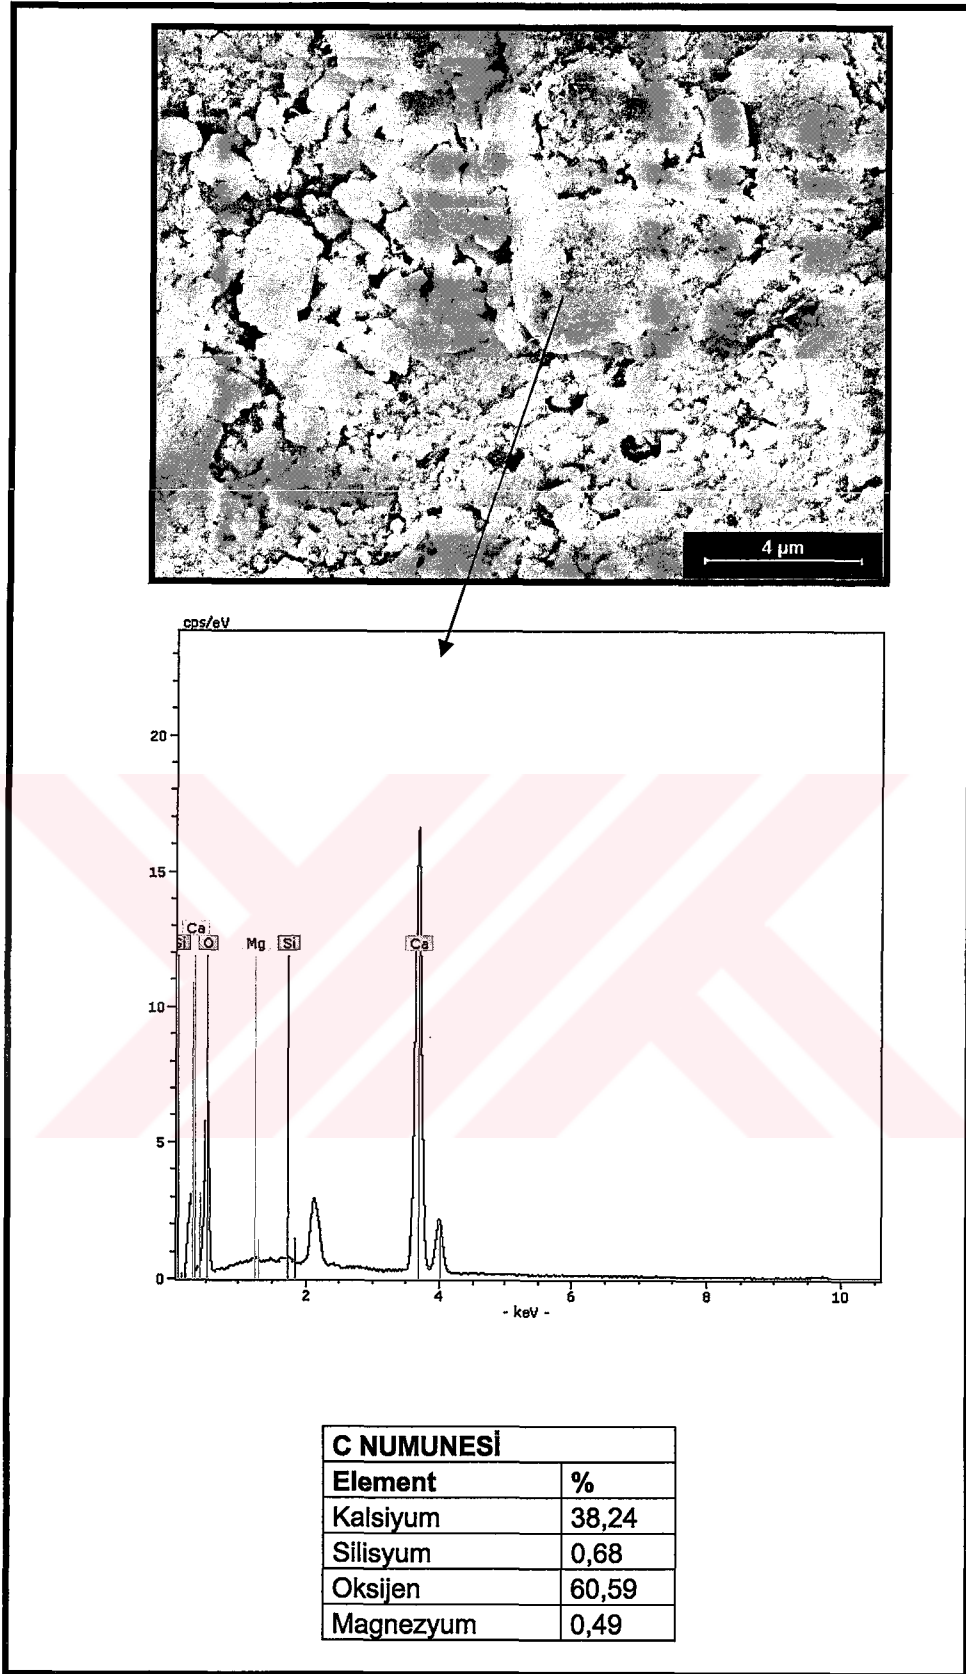 4 µm
cps/eV
20
15
Ca
Si O Mg Si Ca
10
5
0
2 4 6 8 10
- keV -
C NUMUNESİ
Element %
Kalsiyum 38,24
Silisyum 0,68
Oksijen 60,59
Magnezyum 0,49